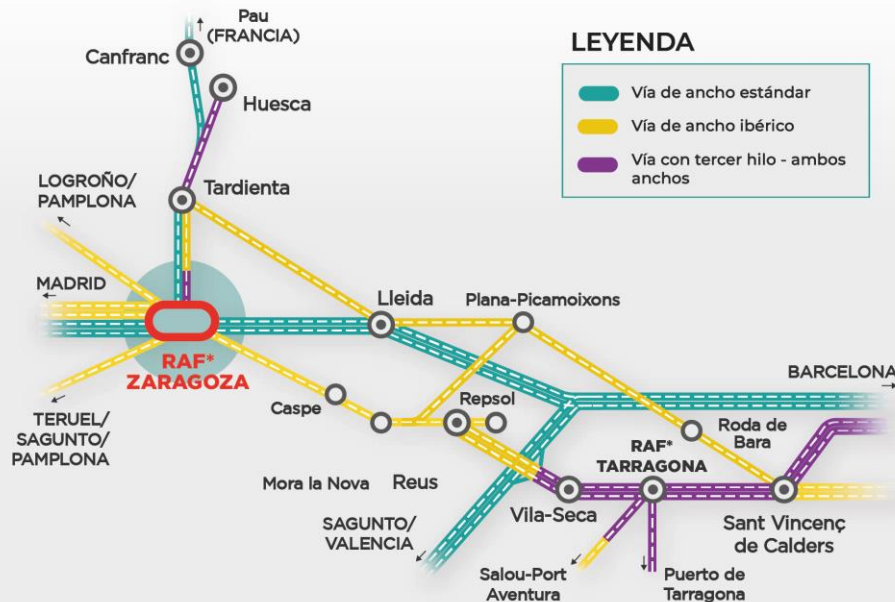 Pau
(FRANCIA)
Canfranc
Huesca
LEYENDA
Vía de ancho estándar
Vía de ancho ibérico
Vía con tercer hilo - ambos
anchos
LOGROÑO/
PAMPLONA
Tardienta
MADRID
Lleida
Plana-Picamoixons
RAF*
ZARAGOZA
BARCELONA
TERUEL/
SAGUNTO/
PAMPLONA
Caspe
Repsol
Roda de
Bara
RAF*
TARRAGONA
Mora la Nova
Reus
Vila-Seca
Sant Vincenç
de Calders
SAGUNTO/
VALENCIA
Salou-Port
Aventura
Puerto de
Tarragona